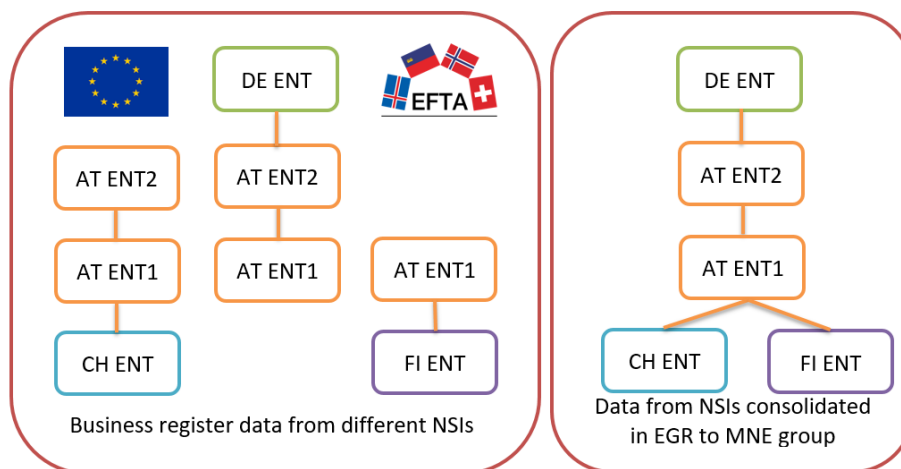 DE ENT
EFTA
AT ENT2
AT ENT2
AT ENT1
AT ENT1
AT ENT1
CH ENT
FI ENT
Business register data from different NSIs
DE ENT
AT ENT2
AT ENT1
CH ENT
FI ENT
Data from NSIs consolidated
in EGR to MNE group